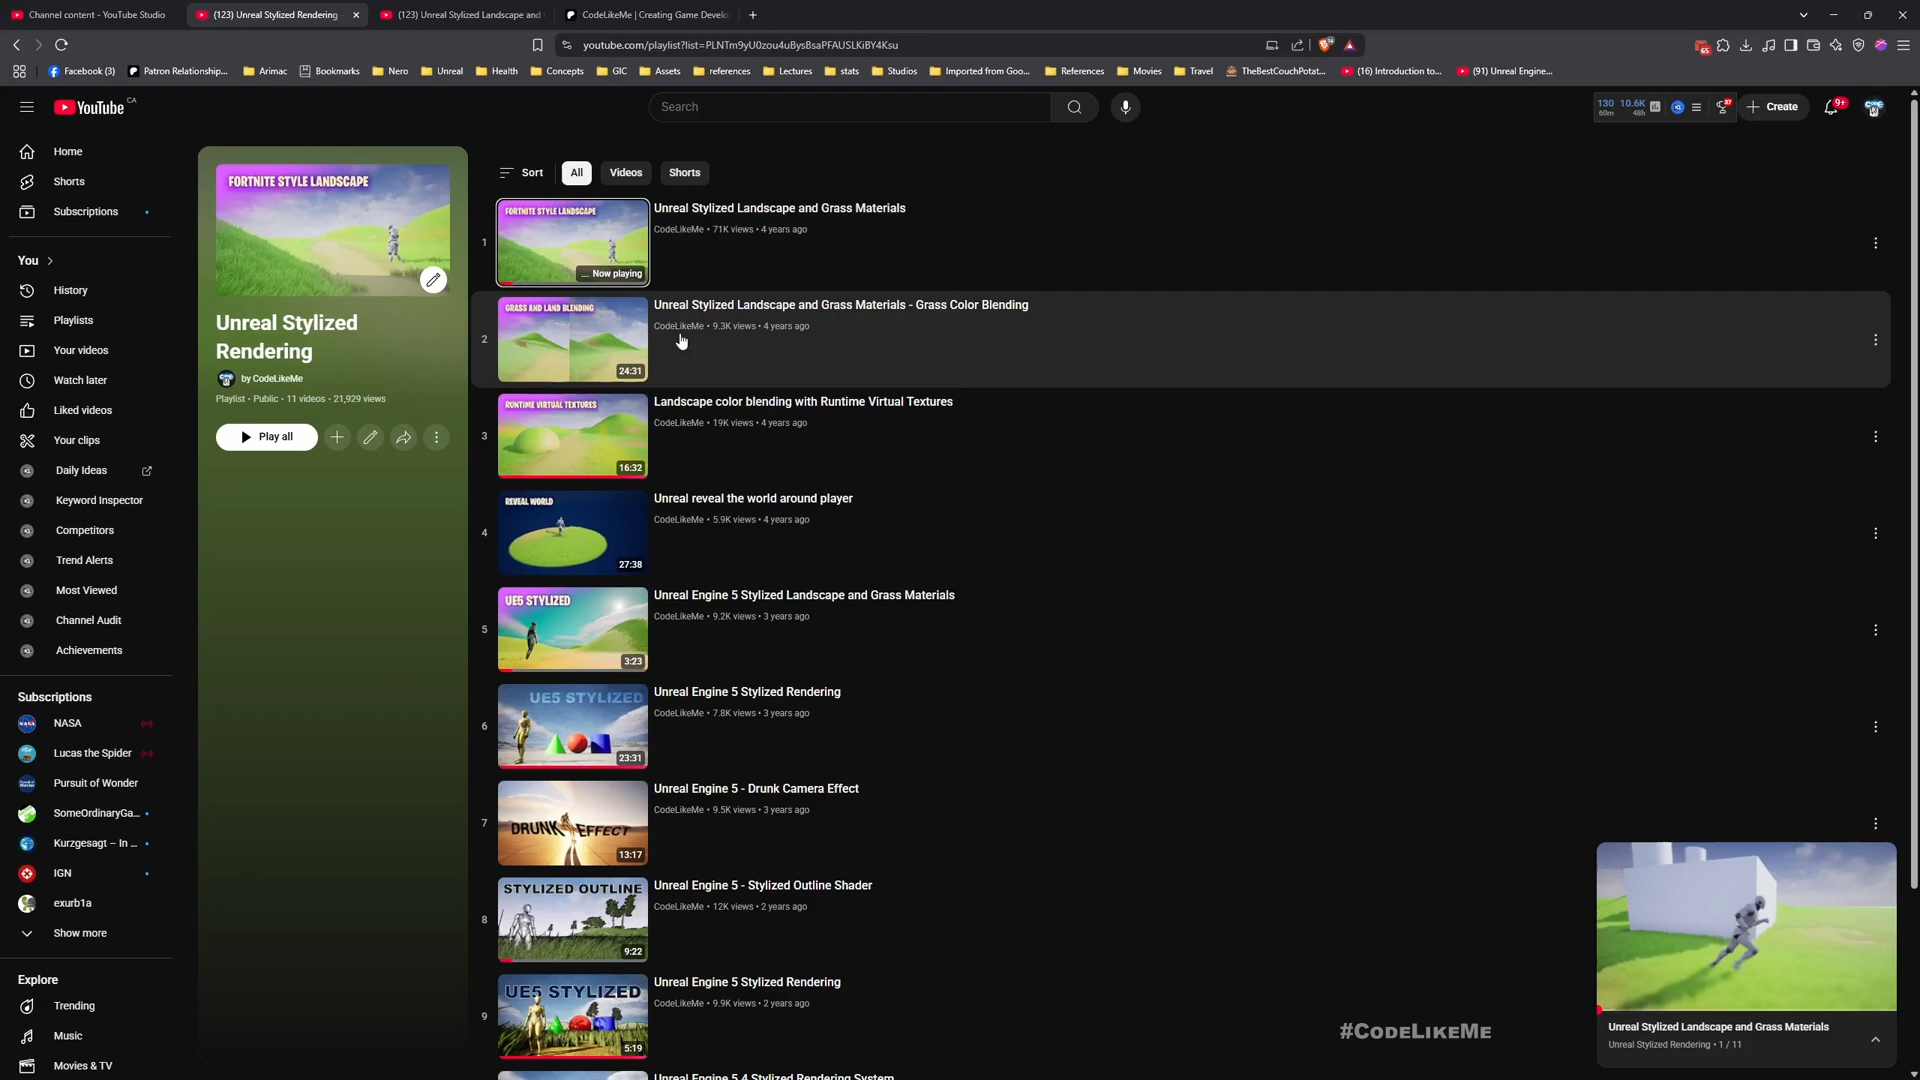 Channel content - YouTube Studio
(123) Unreal Stylized Rendering
(123) Unreal Stylized Landscape and
CodeLikeMe | Creating Game Develo
youtube.com/playlist?list=PLNTm9yU0zou4uBysBsaPFAUSLKiBY4Ksu
Facebook (3)
Patron Relationship...
Arimac
Bookmarks
Nero
Unreal
Health
Concepts
GIC
Assets
references
Lectures
stats
Studios
Imported from Goo...
References
Movies
Travel
TheBestCouchPotat...
(16) Introduction to...
(91) Unreal Engine...
YouTube CA
Search
130 10.6K
60m 48h
Create
9+
Home
Shorts
Subscriptions
You
History
Playlists
Your videos
Watch later
Liked videos
Your clips
Daily Ideas
Keyword Inspector
Competitors
Trend Alerts
Most Viewed
Channel Audit
Achievements
Subscriptions
NASA
Lucas the Spider
Pursuit of Wonder
SomeOrdinaryGa...
Kurzgesagt – In ...
IGN
exurb1a
Show more
Explore
Trending
Music
Movies & TV
FORTNITE STYLE LANDSCAPE
Unreal Stylized
Rendering
by CodeLikeMe
Playlist • Public • 11 videos • 21,929 views
Play all
Sort
All
Videos
Shorts
1
FORTNITE STYLE LANDSCAPE
... Now playing
Unreal Stylized Landscape and Grass Materials
CodeLikeMe • 71K views • 4 years ago
2
GRASS AND LAND BLENDING
24:31
Unreal Stylized Landscape and Grass Materials - Grass Color Blending
CodeLikeMe • 9.3K views • 4 years ago
3
RUNTIME VIRTUAL TEXTURES
16:32
Landscape color blending with Runtime Virtual Textures
CodeLikeMe • 19K views • 4 years ago
4
REVEAL WORLD
27:38
Unreal reveal the world around player
CodeLikeMe • 5.9K views • 4 years ago
5
UE5 STYLIZED
3:23
Unreal Engine 5 Stylized Landscape and Grass Materials
CodeLikeMe • 9.2K views • 3 years ago
6
UE5 STYLIZED
23:31
Unreal Engine 5 Stylized Rendering
CodeLikeMe • 7.8K views • 3 years ago
7
DRUNK EFFECT
13:17
Unreal Engine 5 - Drunk Camera Effect
CodeLikeMe • 9.5K views • 3 years ago
8
STYLIZED OUTLINE
9:22
Unreal Engine 5 - Stylized Outline Shader
CodeLikeMe • 12K views • 2 years ago
9
UE5 STYLIZED
5:19
Unreal Engine 5 Stylized Rendering
CodeLikeMe • 9.9K views • 2 years ago
Unreal Engine 5.4 Stylized Rendering System
#CODELIKEME
Unreal Stylized Landscape and Grass Materials
Unreal Stylized Rendering • 1 / 11